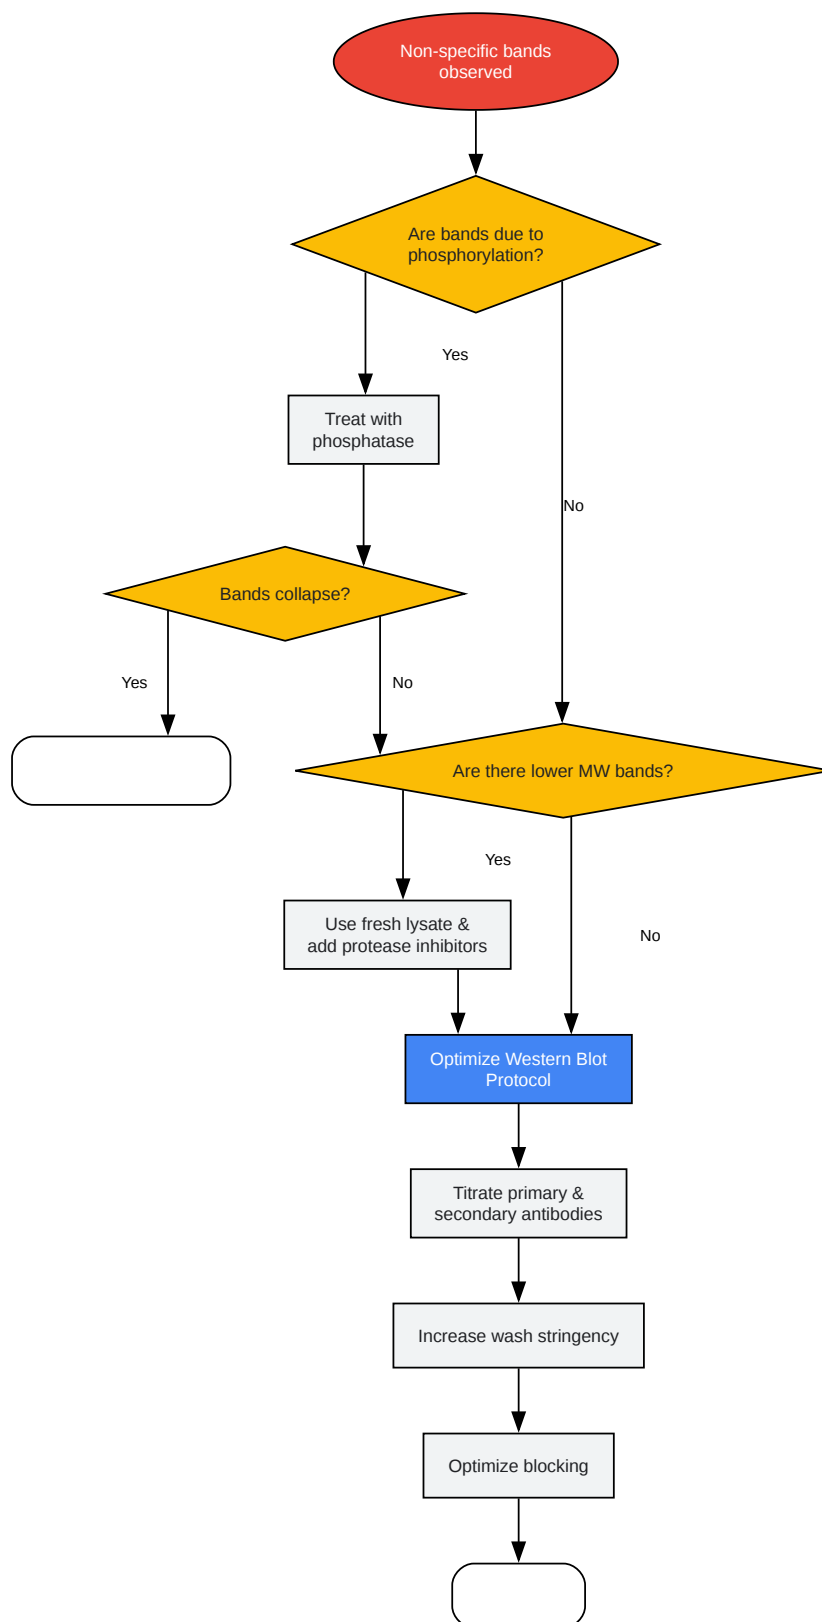 Non-specific bands
observed
Are bands due to
phosphorylation?
Yes
Treat with
phosphatase
No
Bands collapse?
Yes
No
Are there lower MW bands?
Yes
Use fresh lysate &
add protease inhibitors
No
Optimize Western Blot
Protocol
Titrate primary &
secondary antibodies
Increase wash stringency
Optimize blocking